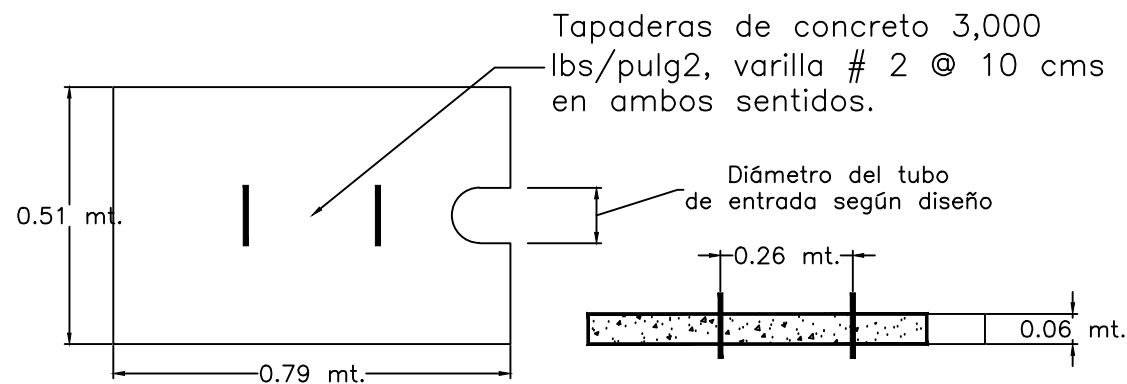 Tapaderas de concreto 3,000
lbs/pulg2, varilla # 2 @ 10 cms
en ambos sentidos.
Diámetro del tubo
de entrada según diseño
0.51 mt.
0.26 mt.
0.06 mt.
0.79 mt.